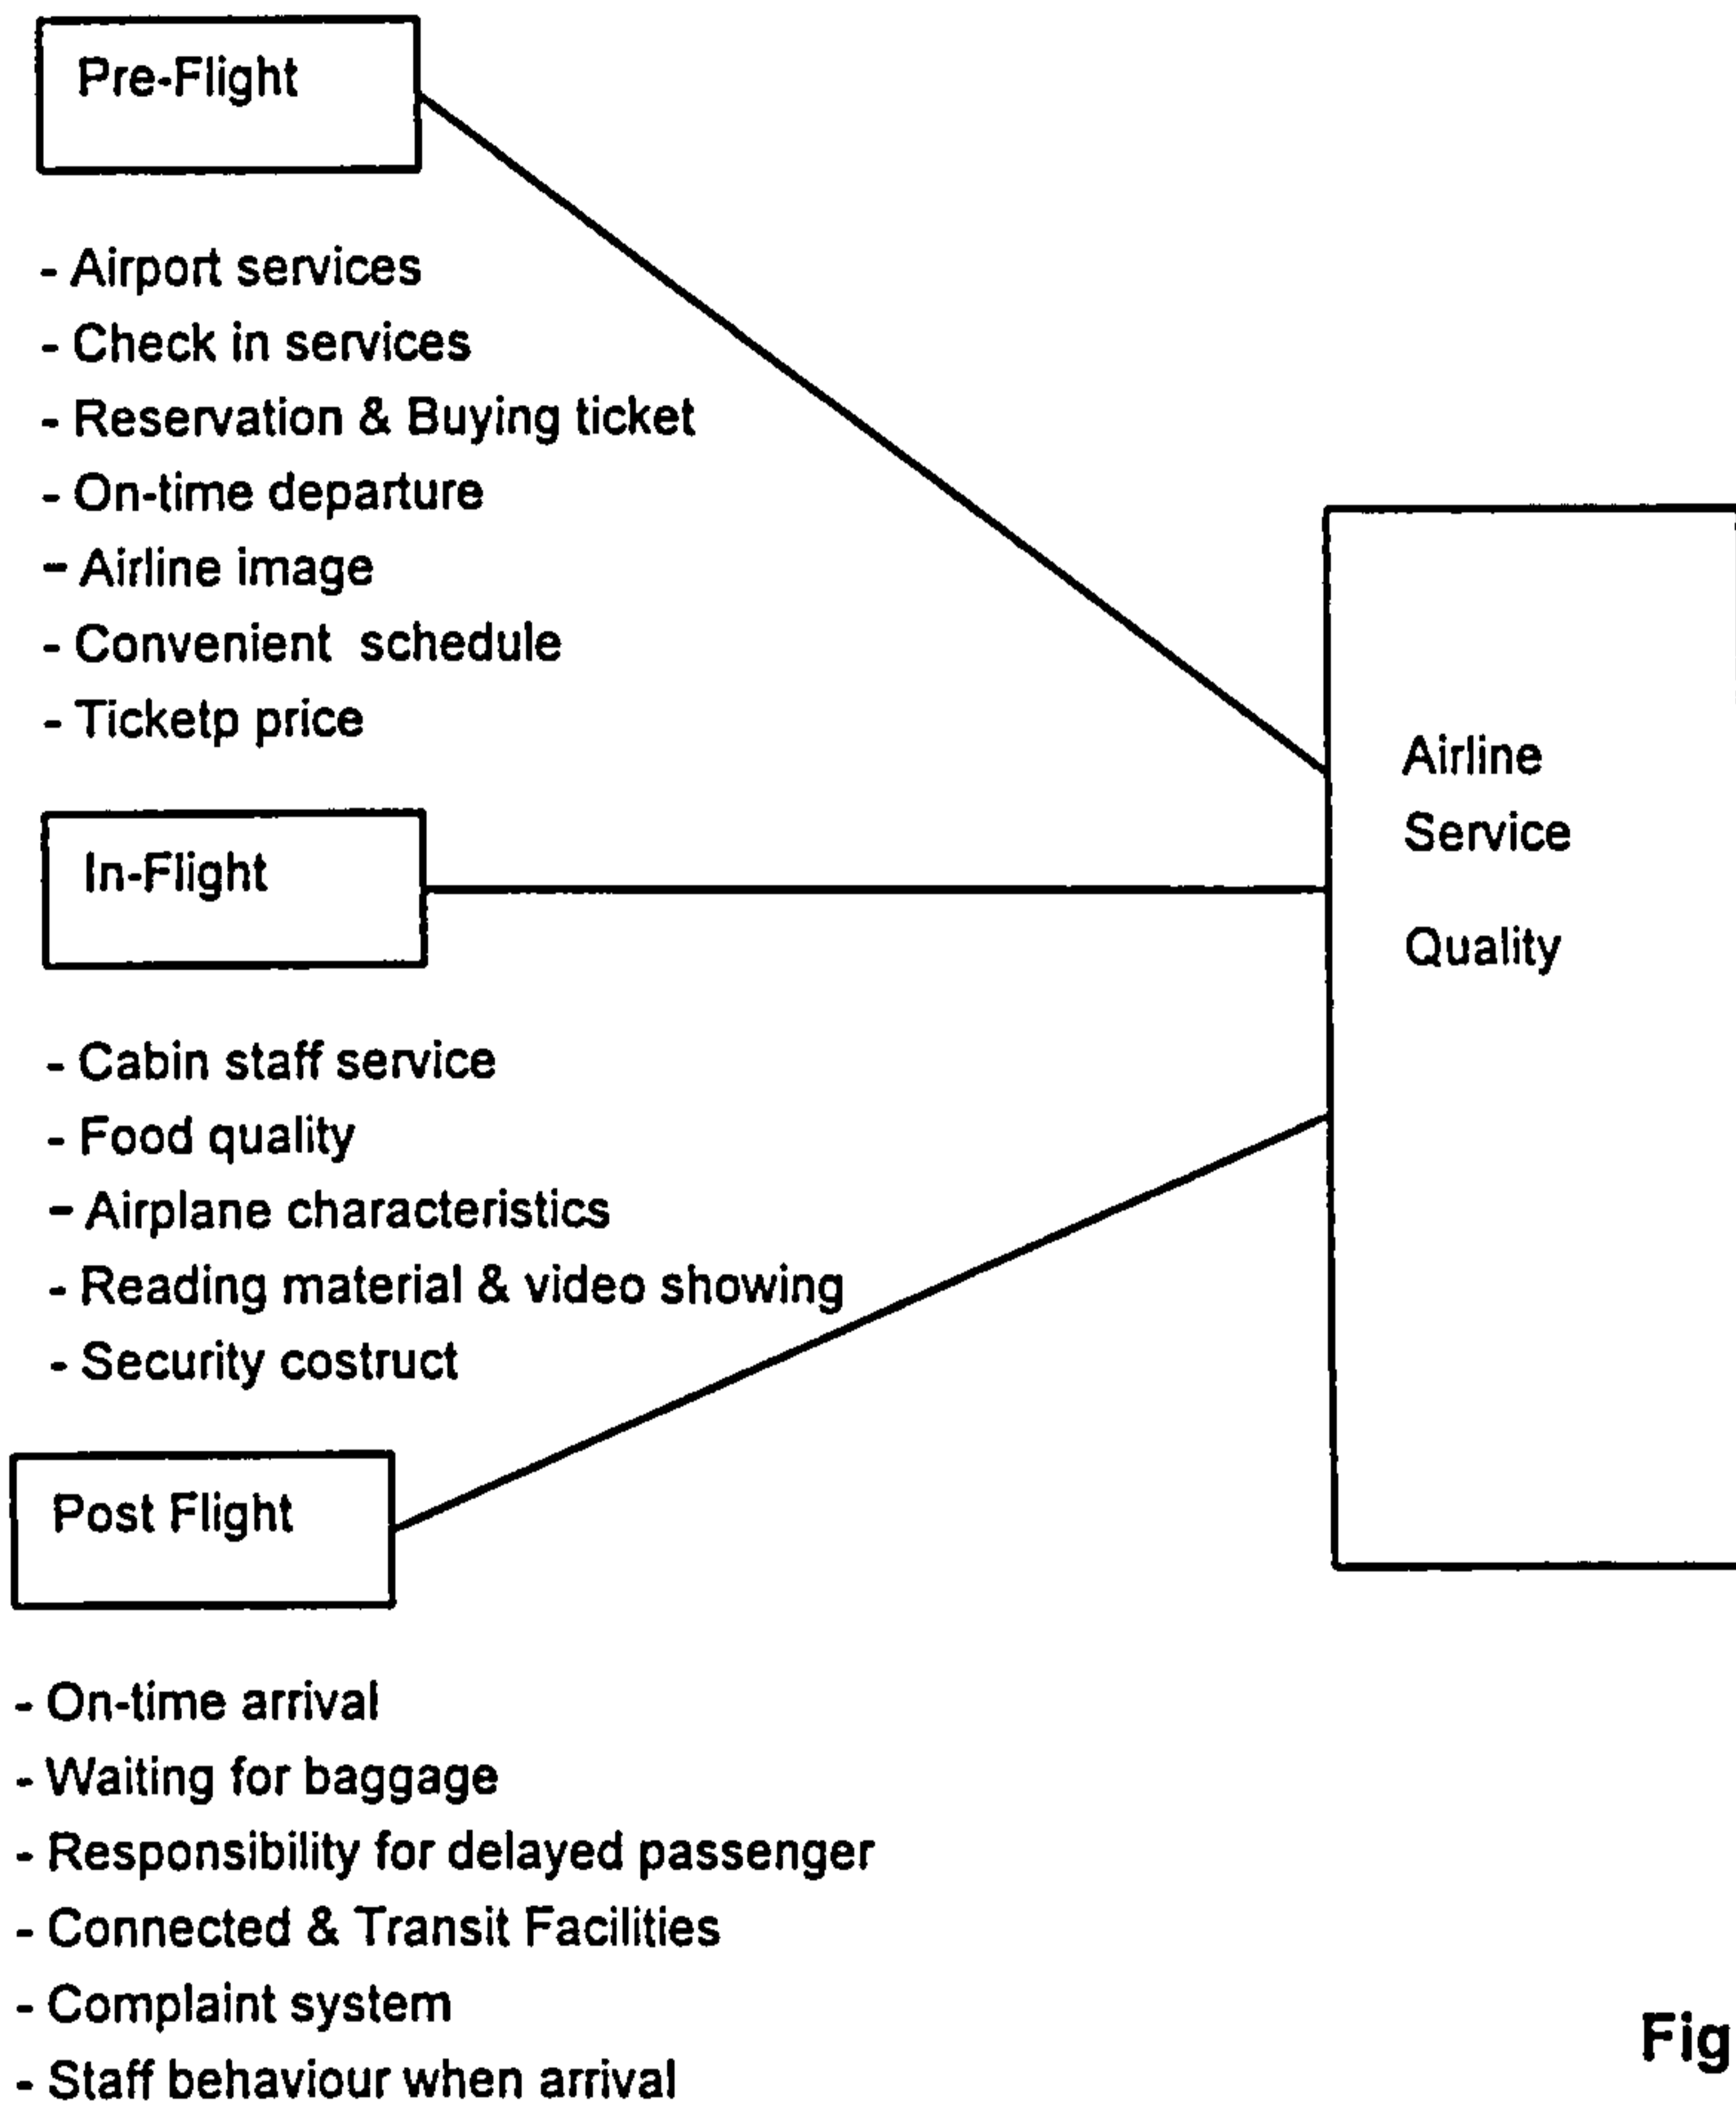 Pre-Flight
- Airport services
- Check in services
- Reservation & Buying ticket
- On-time departure
- Airline image
- Convenient schedule
- Ticketp price
In-Flight
- Cabin staff service
- Food quality
- Airplane characteristics
- Reading material & video showing
- Security costruct
Post Flight
- On-time arrival
- Waiting for baggage
- Responsibility for delayed passenger
- Connected & Transit Facilities
- Complaint system
- Staff behaviour when arrival
Airline
Service
Quality
Fig